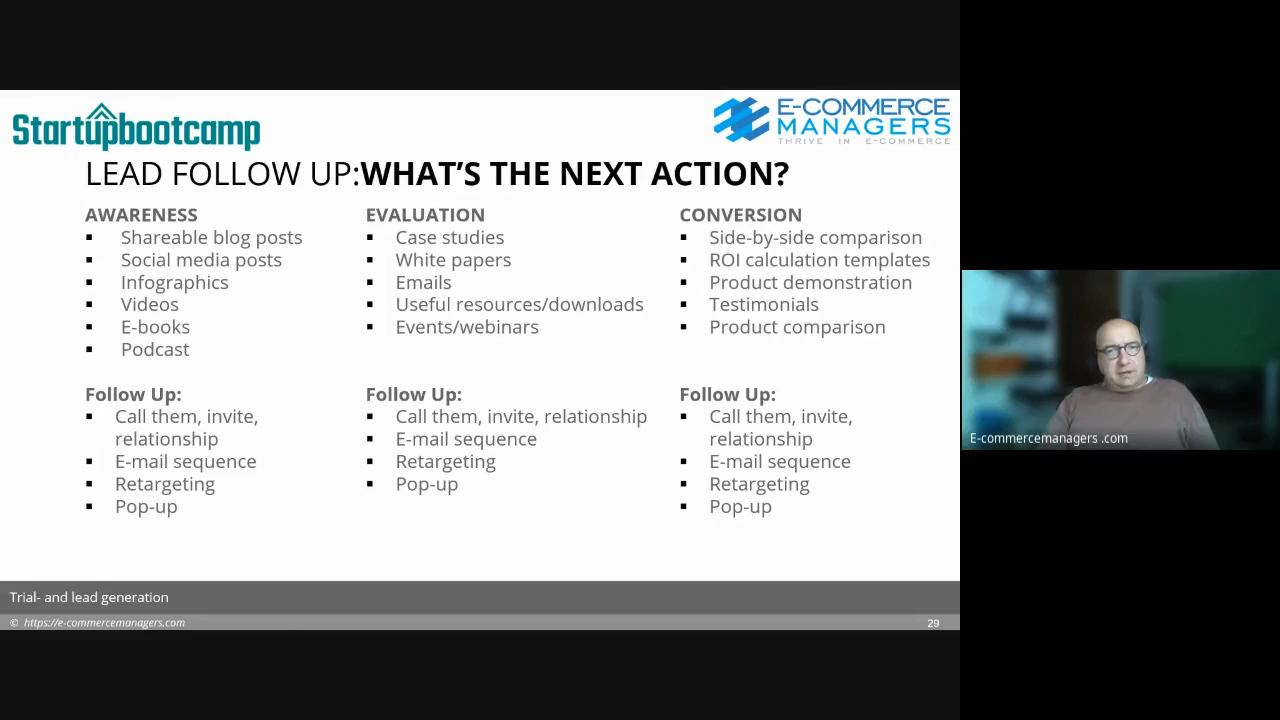 Startupbootcamp
E-COMMERCE
MANAGERS
THRIVE IN E-COMMERCE
LEAD FOLLOW UP:WHAT'S THE NEXT ACTION?
AWARENESS
▪ Shareable blog posts
▪ Social media posts
▪ Infographics
▪ Videos
▪ E-books
▪ Podcast
Follow Up:
▪ Call them, invite,
relationship
▪ E-mail sequence
▪ Retargeting
▪ Pop-up
EVALUATION
▪ Case studies
▪ White papers
▪ Emails
▪ Useful resources/downloads
▪ Events/webinars
Follow Up:
▪ Call them, invite, relationship
▪ E-mail sequence
▪ Retargeting
▪ Pop-up
CONVERSION
▪ Side-by-side comparison
▪ ROI calculation templates
▪ Product demonstration
▪ Testimonials
▪ Product comparison
Follow Up:
▪ Call them, invite,
relationship
▪ E-mail sequence
▪ Retargeting
▪ Pop-up
Trial- and lead generation
© https://e-commercemanagers.com
29
E-commercemanagers .com